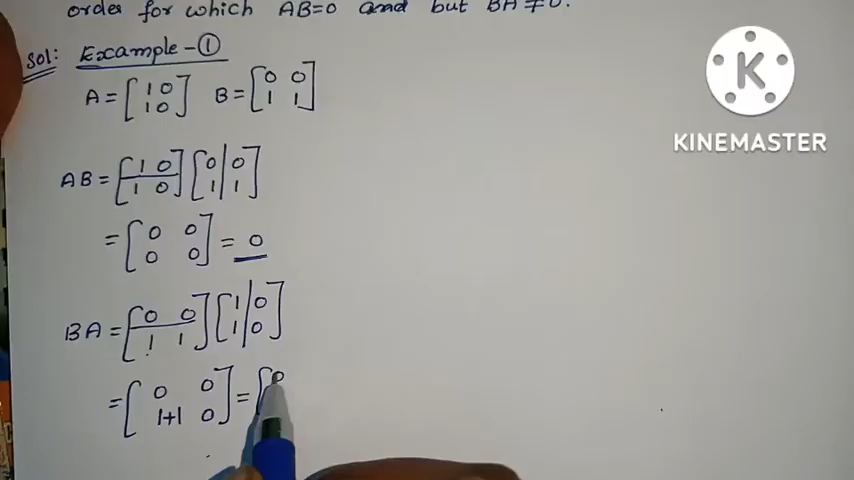 order for which AB=0 and but BA≠0.
Sol: Example-①
A = [1 0
1 0] B = [0 0
1 1]
AB = [1 0
1 0] [0 0
1 1]
= [0 0
0 0] = 0
BA = [0 0
1 1] [1 0
1 0]
= [0 0
1+1 0] = [0
KINEMASTER